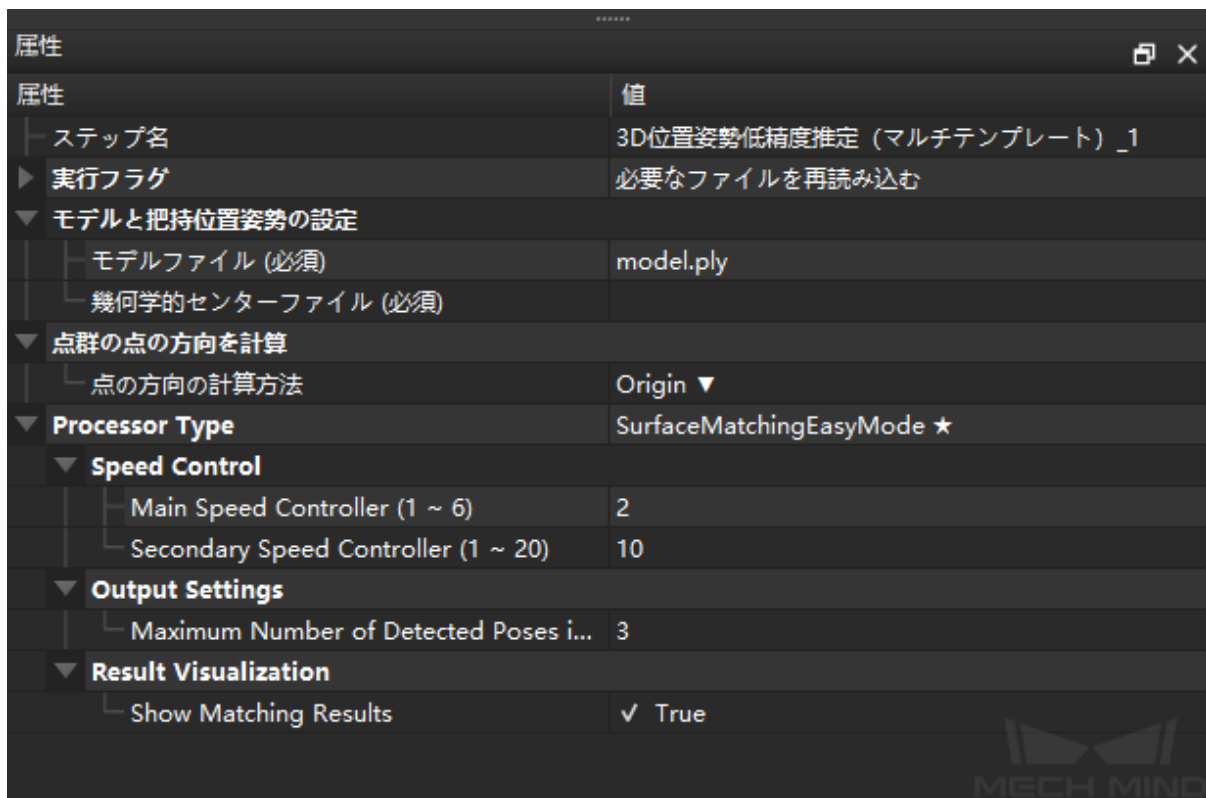 属性
属性 値
ステップ名 3D位置姿勢低精度推定（マルチテンプレート）_1
実行フラグ 必要なファイルを再読み込む
モデルと把持位置姿勢の設定
モデルファイル (必須) model.ply
幾何学的センターファイル (必須)
点群の点の方向を計算
点の方向の計算方法 Origin ▼
Processor Type SurfaceMatchingEasyMode ★
Speed Control
Main Speed Controller (1 ~ 6) 2
Secondary Speed Controller (1 ~ 20) 10
Output Settings
Maximum Number of Detected Poses i... 3
Result Visualization
Show Matching Results ✓ True
MECH MIND